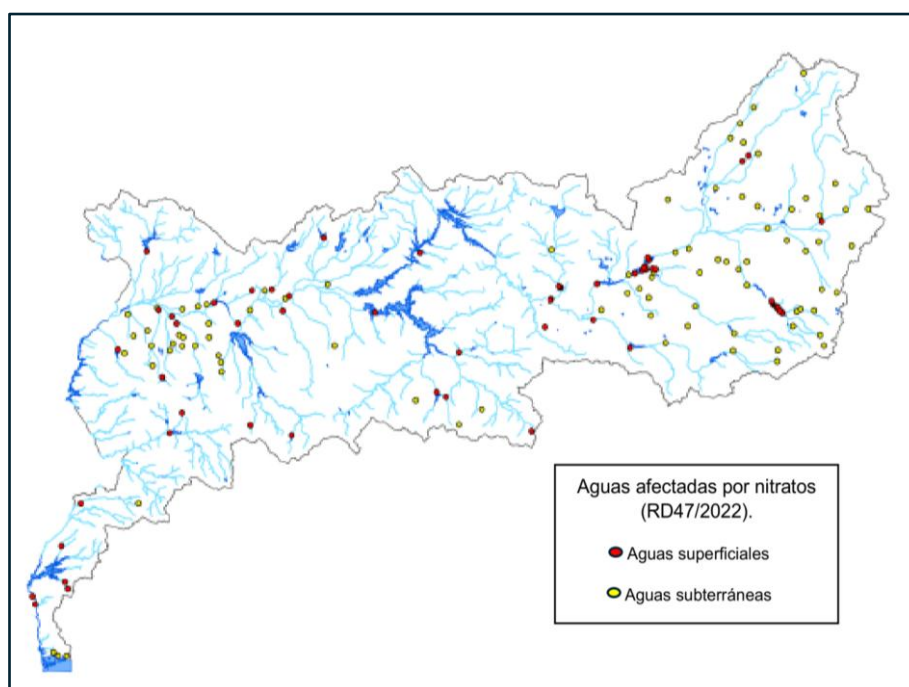 Aguas afectadas por nitratos
(RD47/2022).
Aguas superficiales
Aguas subterráneas